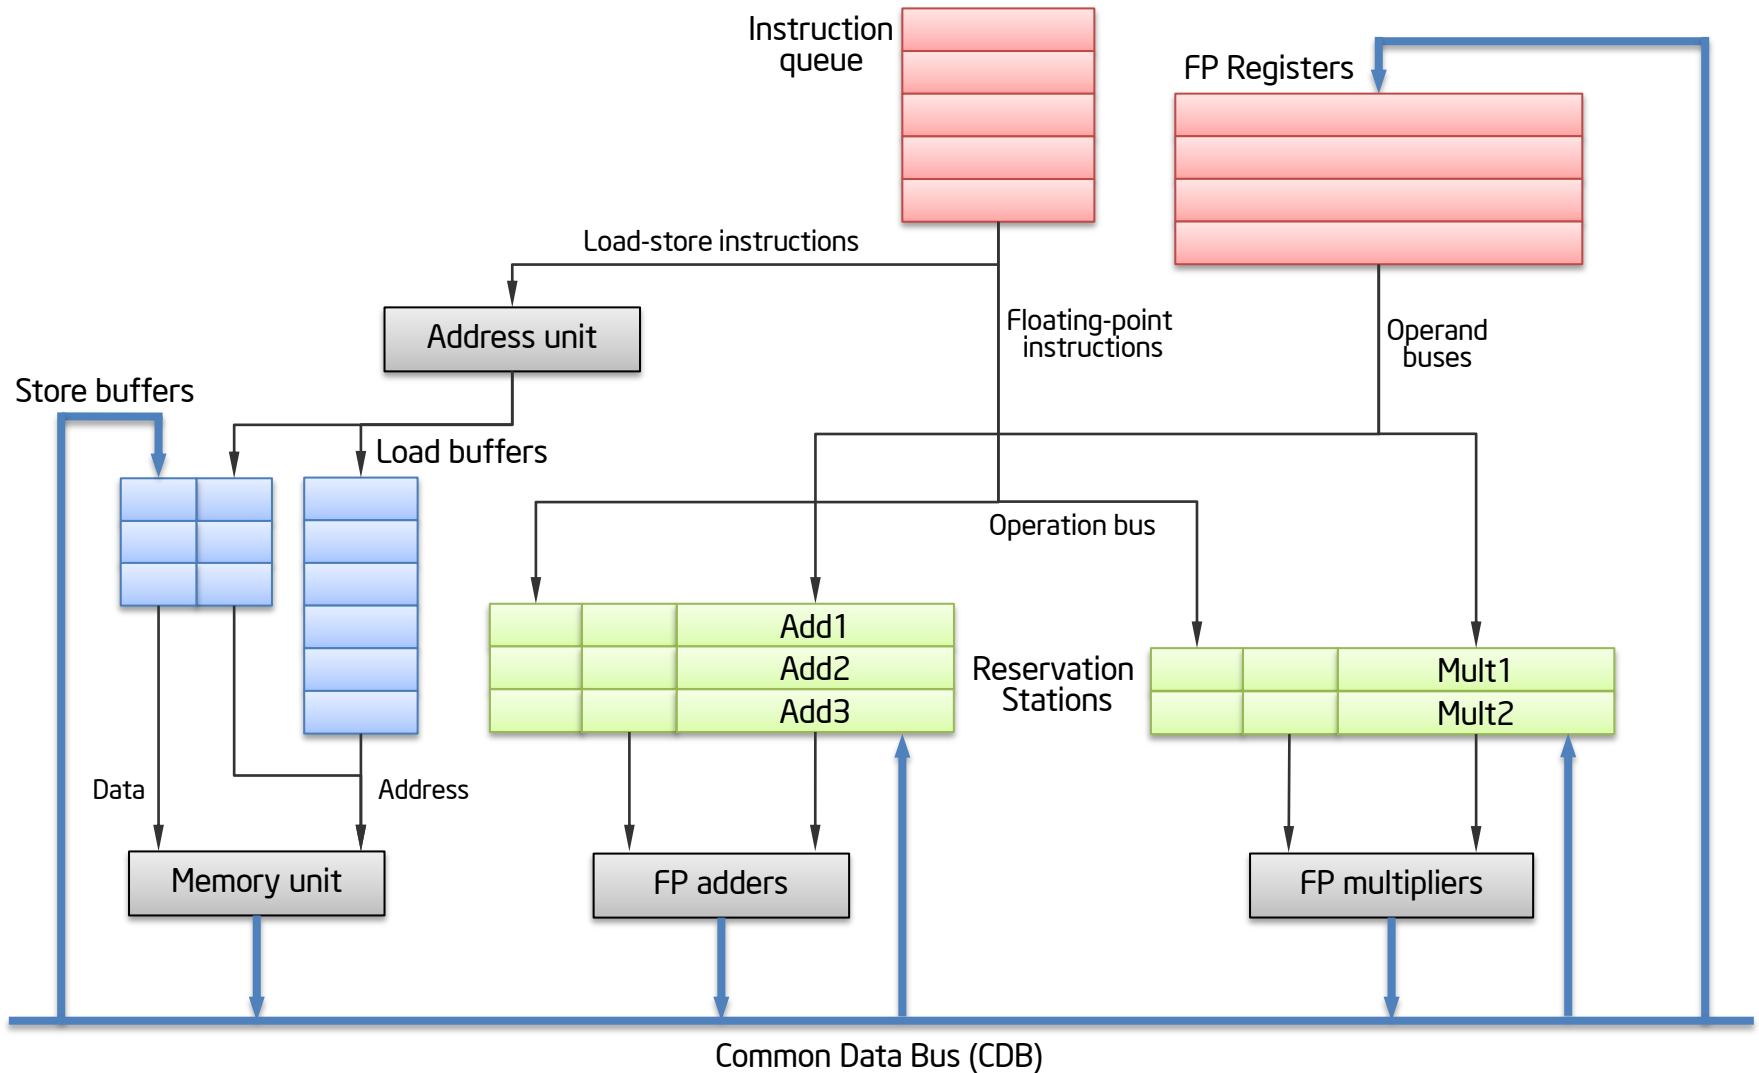 Instruction
queue
FP Registers
Load-store instructions
Address unit
Floating-point
instructions
Operand
buses
Store buffers
Load buffers
Operation bus
Add1
Add2
Add3
Reservation
Stations
Mult1
Mult2
Data
Address
Memory unit
FP adders
FP multipliers
Common Data Bus (CDB)